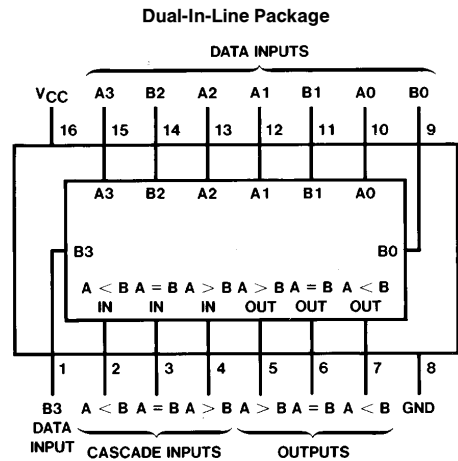 Dual-In-Line Package
DATA INPUTS
VCC A3 B2 A2 A1 B1 A0 B0
16 15 14 13 12 11 10 9
A3 B2 A2 A1 B1 A0
B3 B0
A < B A = B A > B A > B A = B A < B
IN IN IN OUT OUT OUT
1 2 3 4 5 6 7 8
B3 A < B A = B A > B A > B A = B A < B GND
DATA
INPUT
CASCADE INPUTS OUTPUTS